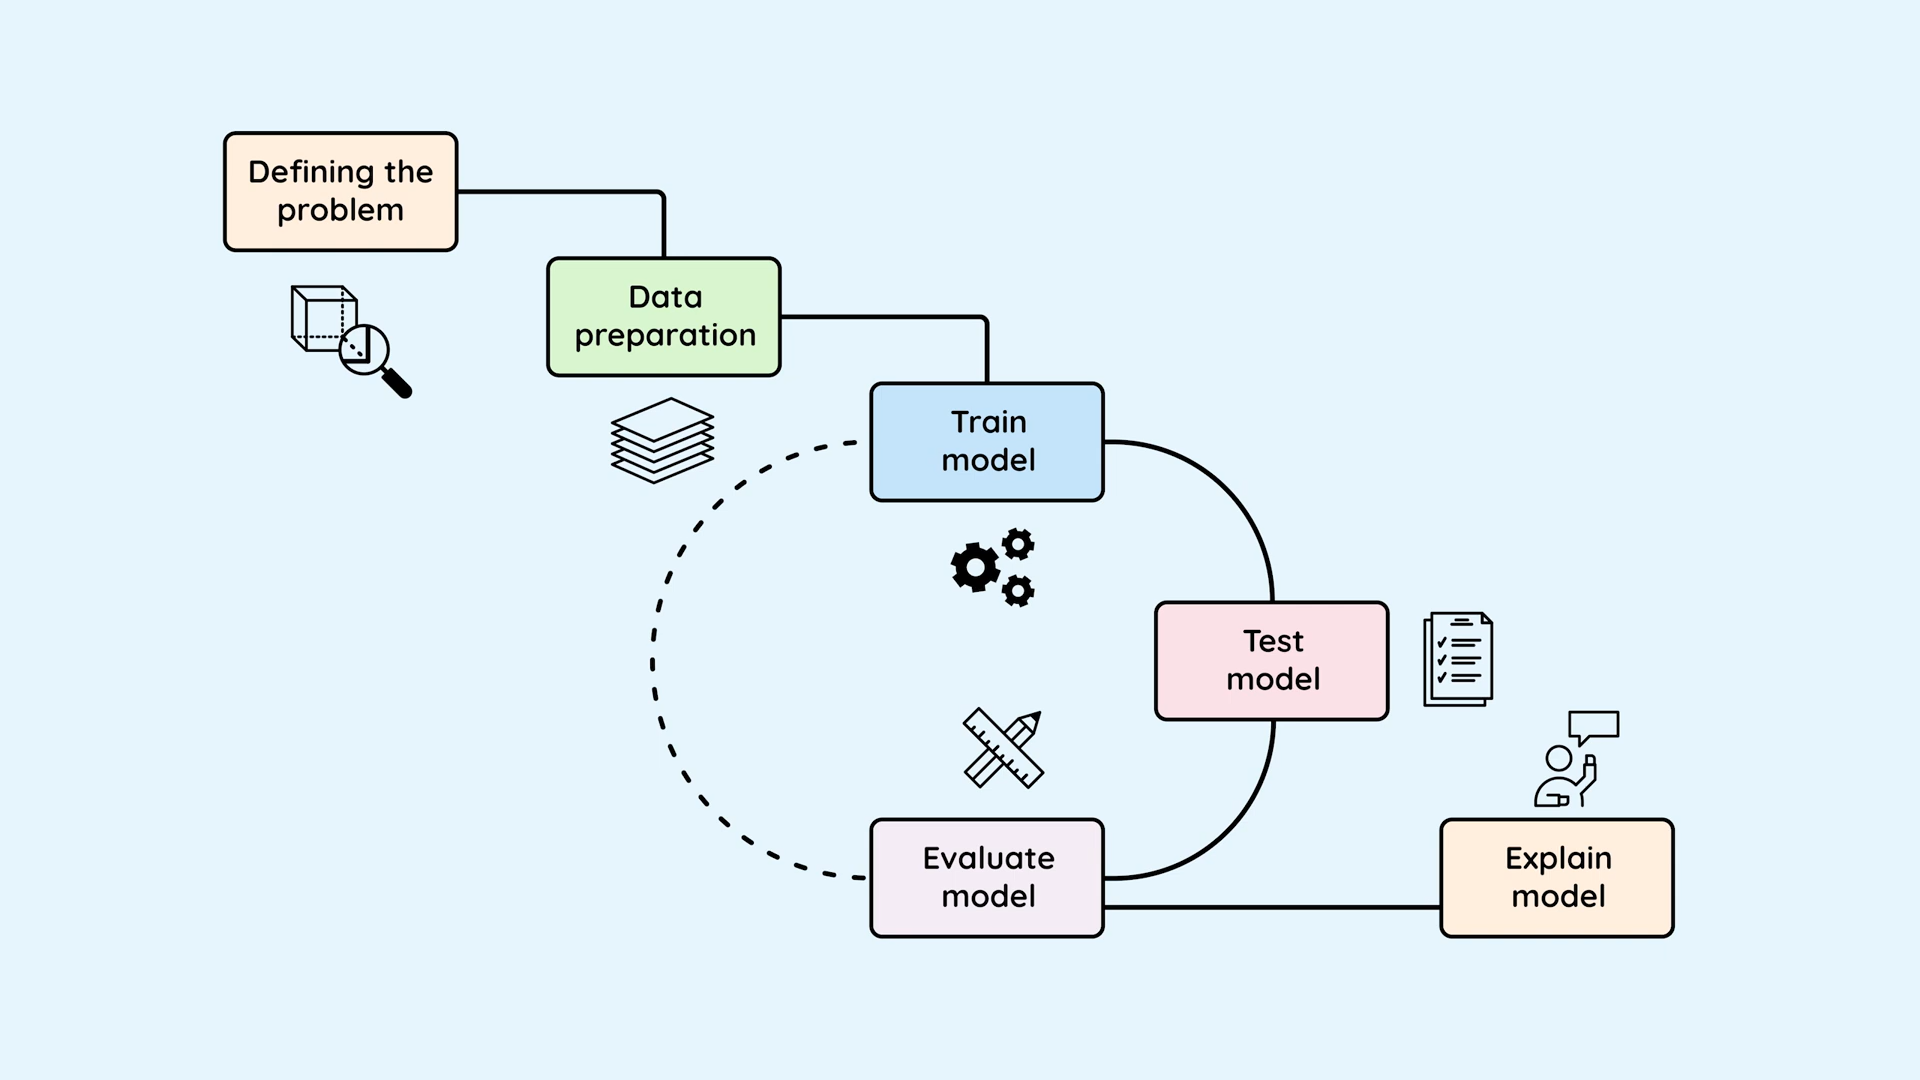 Defining the
problem
Data
preparation
Train
model
Test
model
Evaluate
model
Explain
model